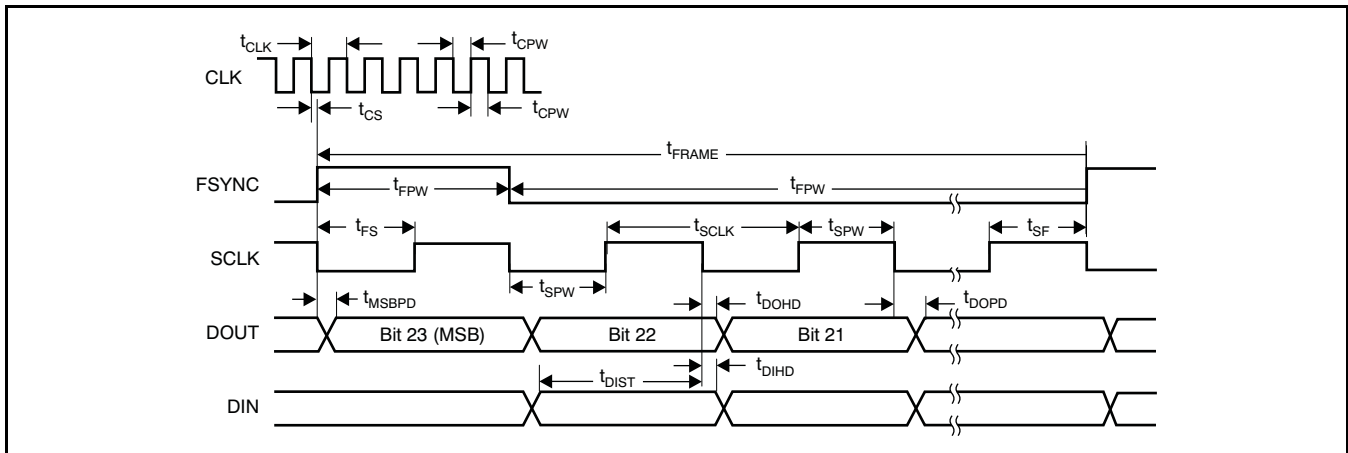 tCLK
tCPW
CLK
tCS
tCPW
tFRAME
FSYNC
tFPW
tFPW
tFS
tSCLK
tSPW
tSF
SCLK
tSPW
tMSBPD
tDOHD
tDOPD
DOUT
Bit 23 (MSB)
Bit 22
Bit 21
tDIST
tDIHD
DIN